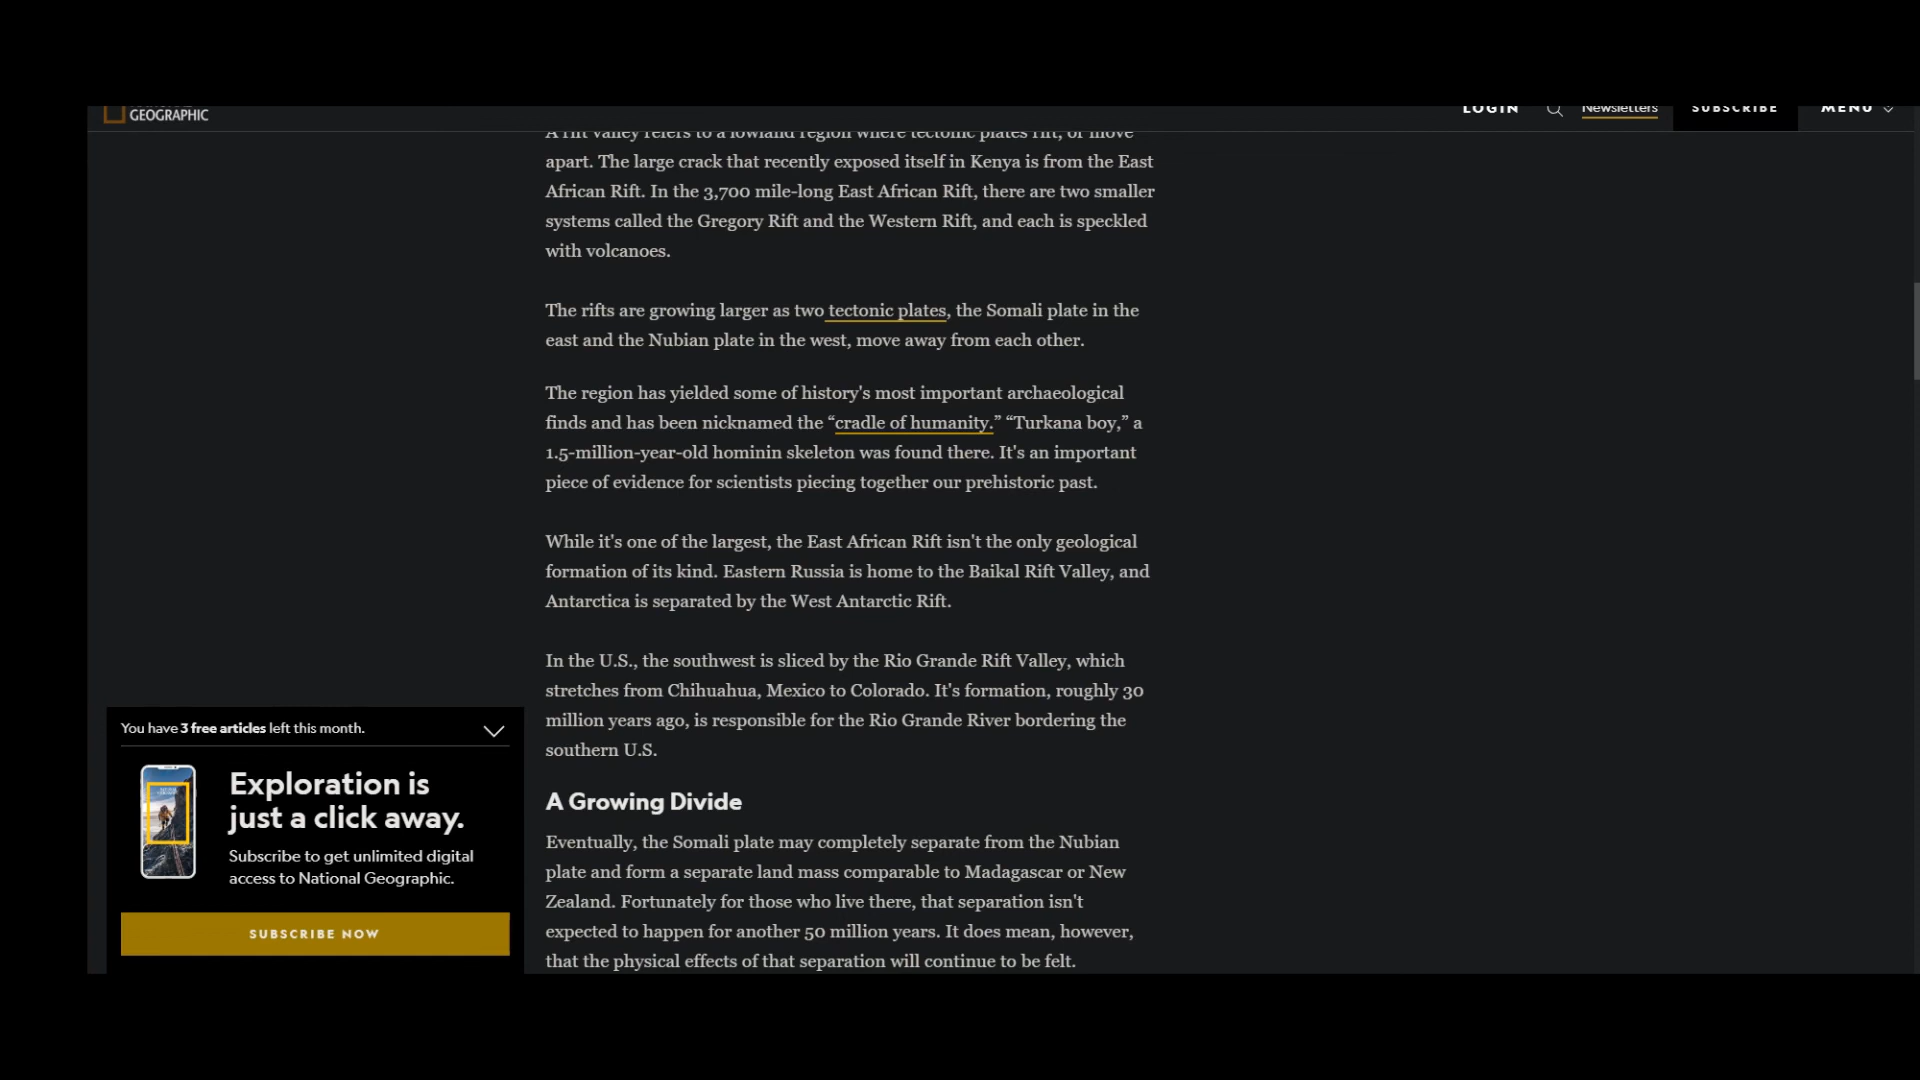 GEOGRAPHIC
LOGIN
Newsletters
SUBSCRIBE
MENU
A rift valley refers to a lowland region where tectonic plates rift, or move
apart. The large crack that recently exposed itself in Kenya is from the East
African Rift. In the 3,700 mile-long East African Rift, there are two smaller
systems called the Gregory Rift and the Western Rift, and each is speckled
with volcanoes.
The rifts are growing larger as two tectonic plates, the Somali plate in the
east and the Nubian plate in the west, move away from each other.
The region has yielded some of history's most important archaeological
finds and has been nicknamed the “cradle of humanity.” “Turkana boy,” a
1.5-million-year-old hominin skeleton was found there. It's an important
piece of evidence for scientists piecing together our prehistoric past.
While it's one of the largest, the East African Rift isn't the only geological
formation of its kind. Eastern Russia is home to the Baikal Rift Valley, and
Antarctica is separated by the West Antarctic Rift.
In the U.S., the southwest is sliced by the Rio Grande Rift Valley, which
stretches from Chihuahua, Mexico to Colorado. It's formation, roughly 30
million years ago, is responsible for the Rio Grande River bordering the
southern U.S.
A Growing Divide
Eventually, the Somali plate may completely separate from the Nubian
plate and form a separate land mass comparable to Madagascar or New
Zealand. Fortunately for those who live there, that separation isn't
expected to happen for another 50 million years. It does mean, however,
that the physical effects of that separation will continue to be felt.
You have 3 free articles left this month.
Exploration is
just a click away.
Subscribe to get unlimited digital
access to National Geographic.
SUBSCRIBE NOW